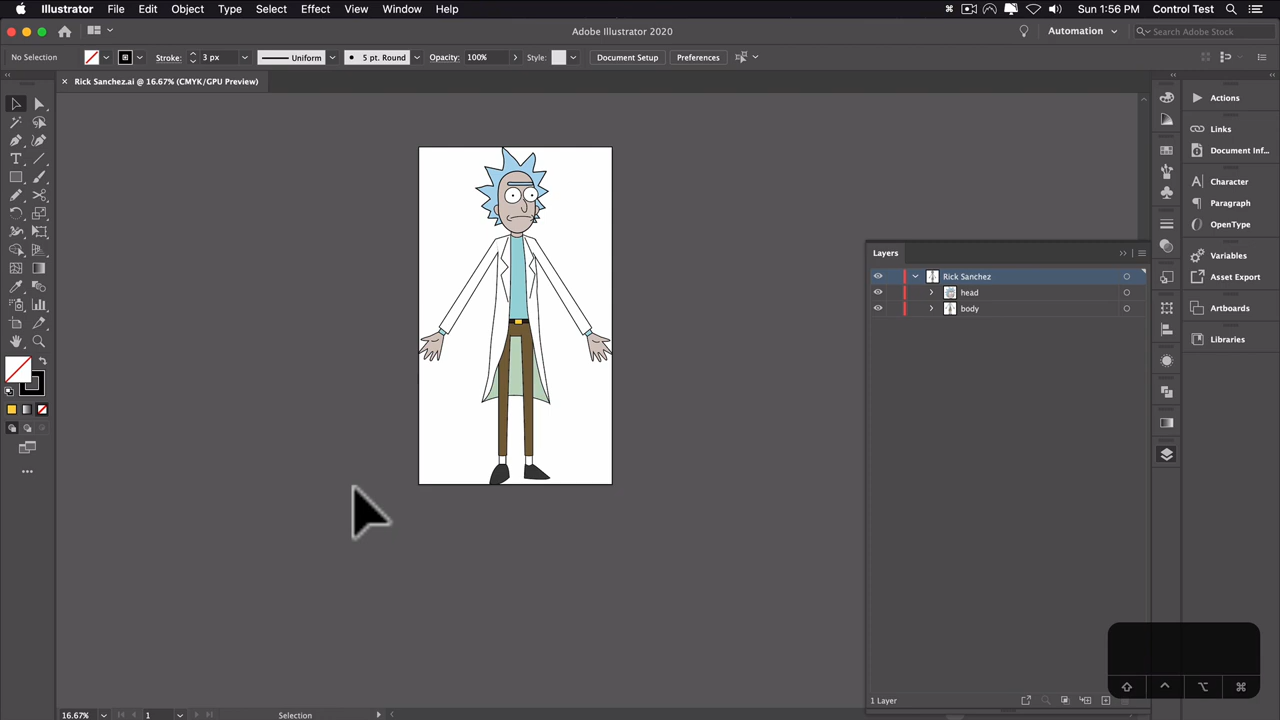 Illustrator File Edit Object Type Select Effect View Window Help Sun 1:56 PM Control Test
Adobe Illustrator 2020 Automation Search Adobe Stock
No Selection Stroke: 3 px Uniform 5 pt. Round Opacity: 100% Style: Document Setup Preferences
Rick Sanchez.ai @ 16.67% (CMYK/GPU Preview)
Actions
Links
Document Inf...
Character
Paragraph
OpenType
Variables
Asset Export
Artboards
Libraries
Layers
Rick Sanchez
head
body
1 Layer
16.67% 1 Selection